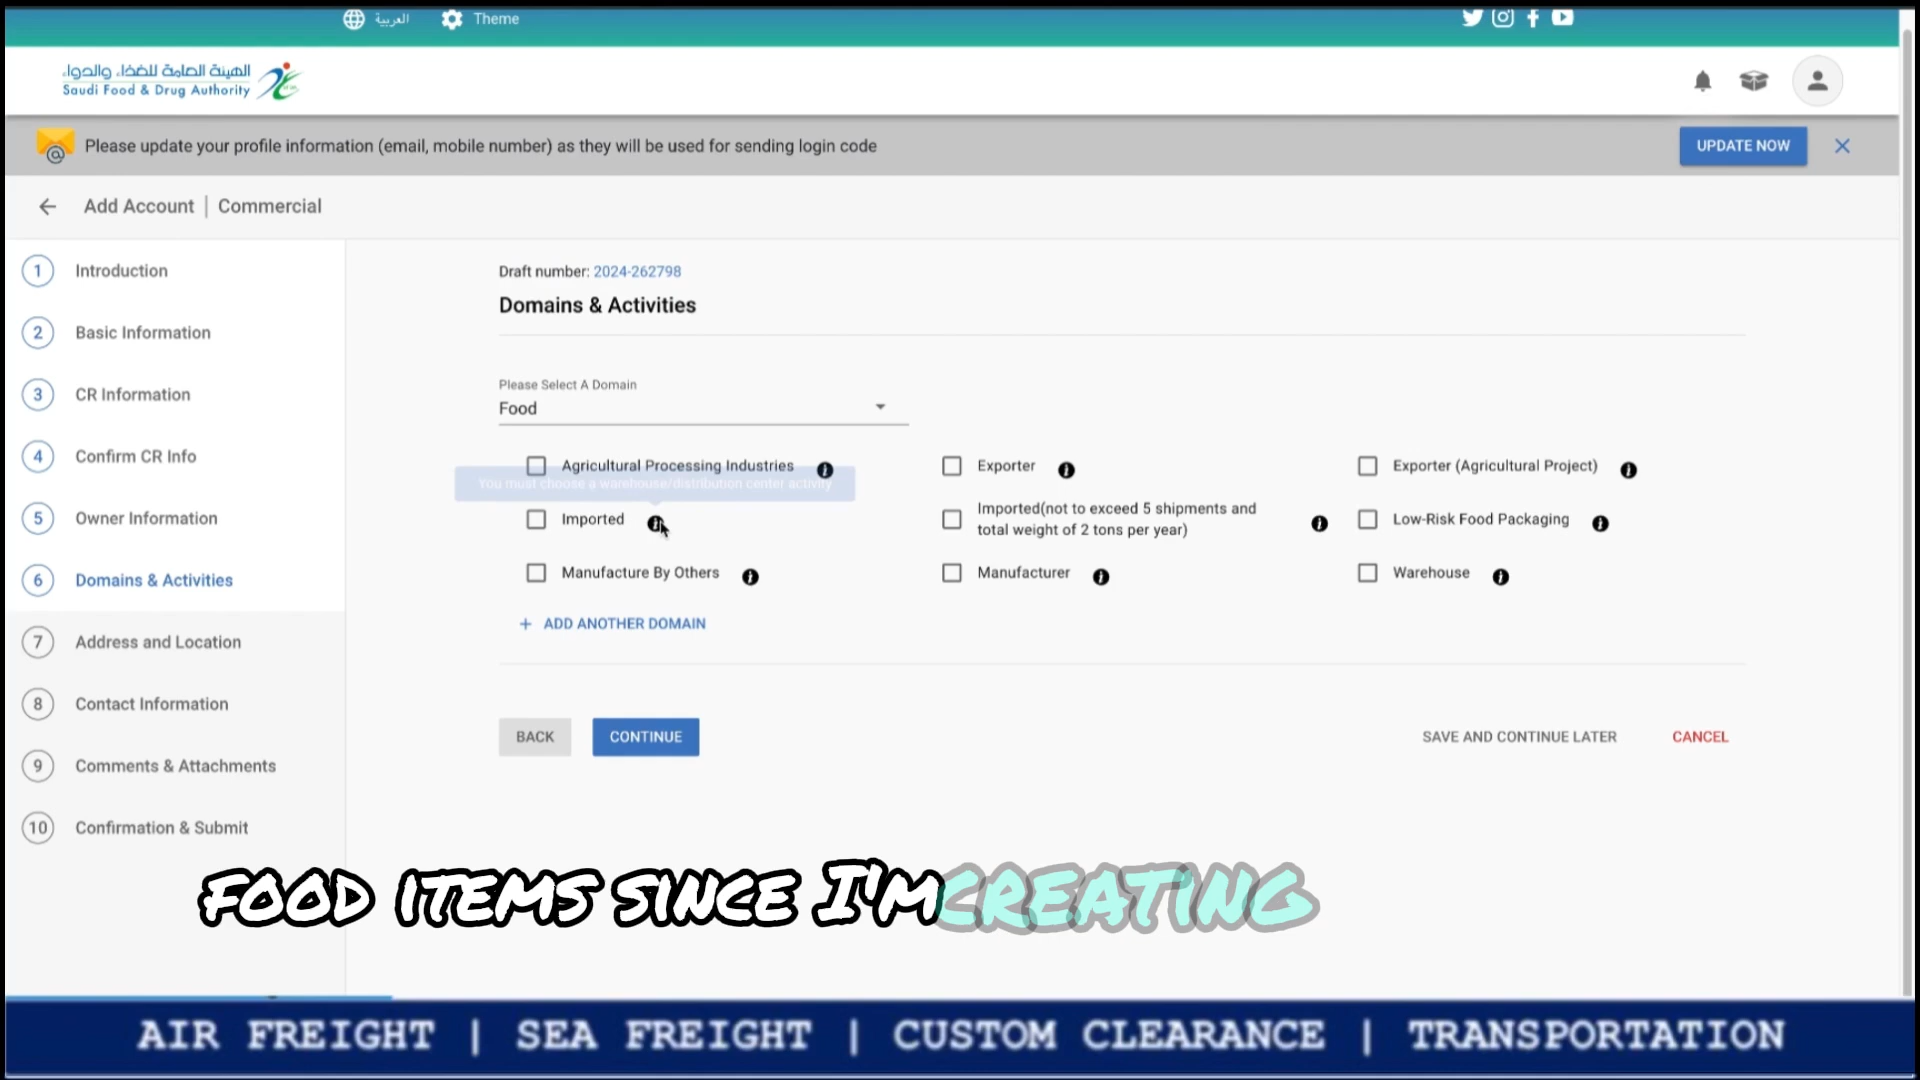 العربية
Theme
الهيئة العامة للغذاء والدواء
Saudi Food & Drug Authority
Please update your profile information (email, mobile number) as they will be used for sending login code
UPDATE NOW
Add Account | Commercial
1 Introduction
2 Basic Information
3 CR Information
4 Confirm CR Info
5 Owner Information
6 Domains & Activities
7 Address and Location
8 Contact Information
9 Comments & Attachments
10 Confirmation & Submit
Draft number: 2024-262798
Domains & Activities
Please Select A Domain
Food
Agricultural Processing Industries
Exporter
Exporter (Agricultural Project)
You must choose a warehouse/distribution center activity
Imported
Imported(not to exceed 5 shipments and
total weight of 2 tons per year)
Low-Risk Food Packaging
Manufacture By Others
Manufacturer
Warehouse
+ ADD ANOTHER DOMAIN
BACK
CONTINUE
SAVE AND CONTINUE LATER
CANCEL
FOOD ITEMS SINCE I'M CREATING
AIR FREIGHT | SEA FREIGHT | CUSTOM CLEARANCE | TRANSPORTATION